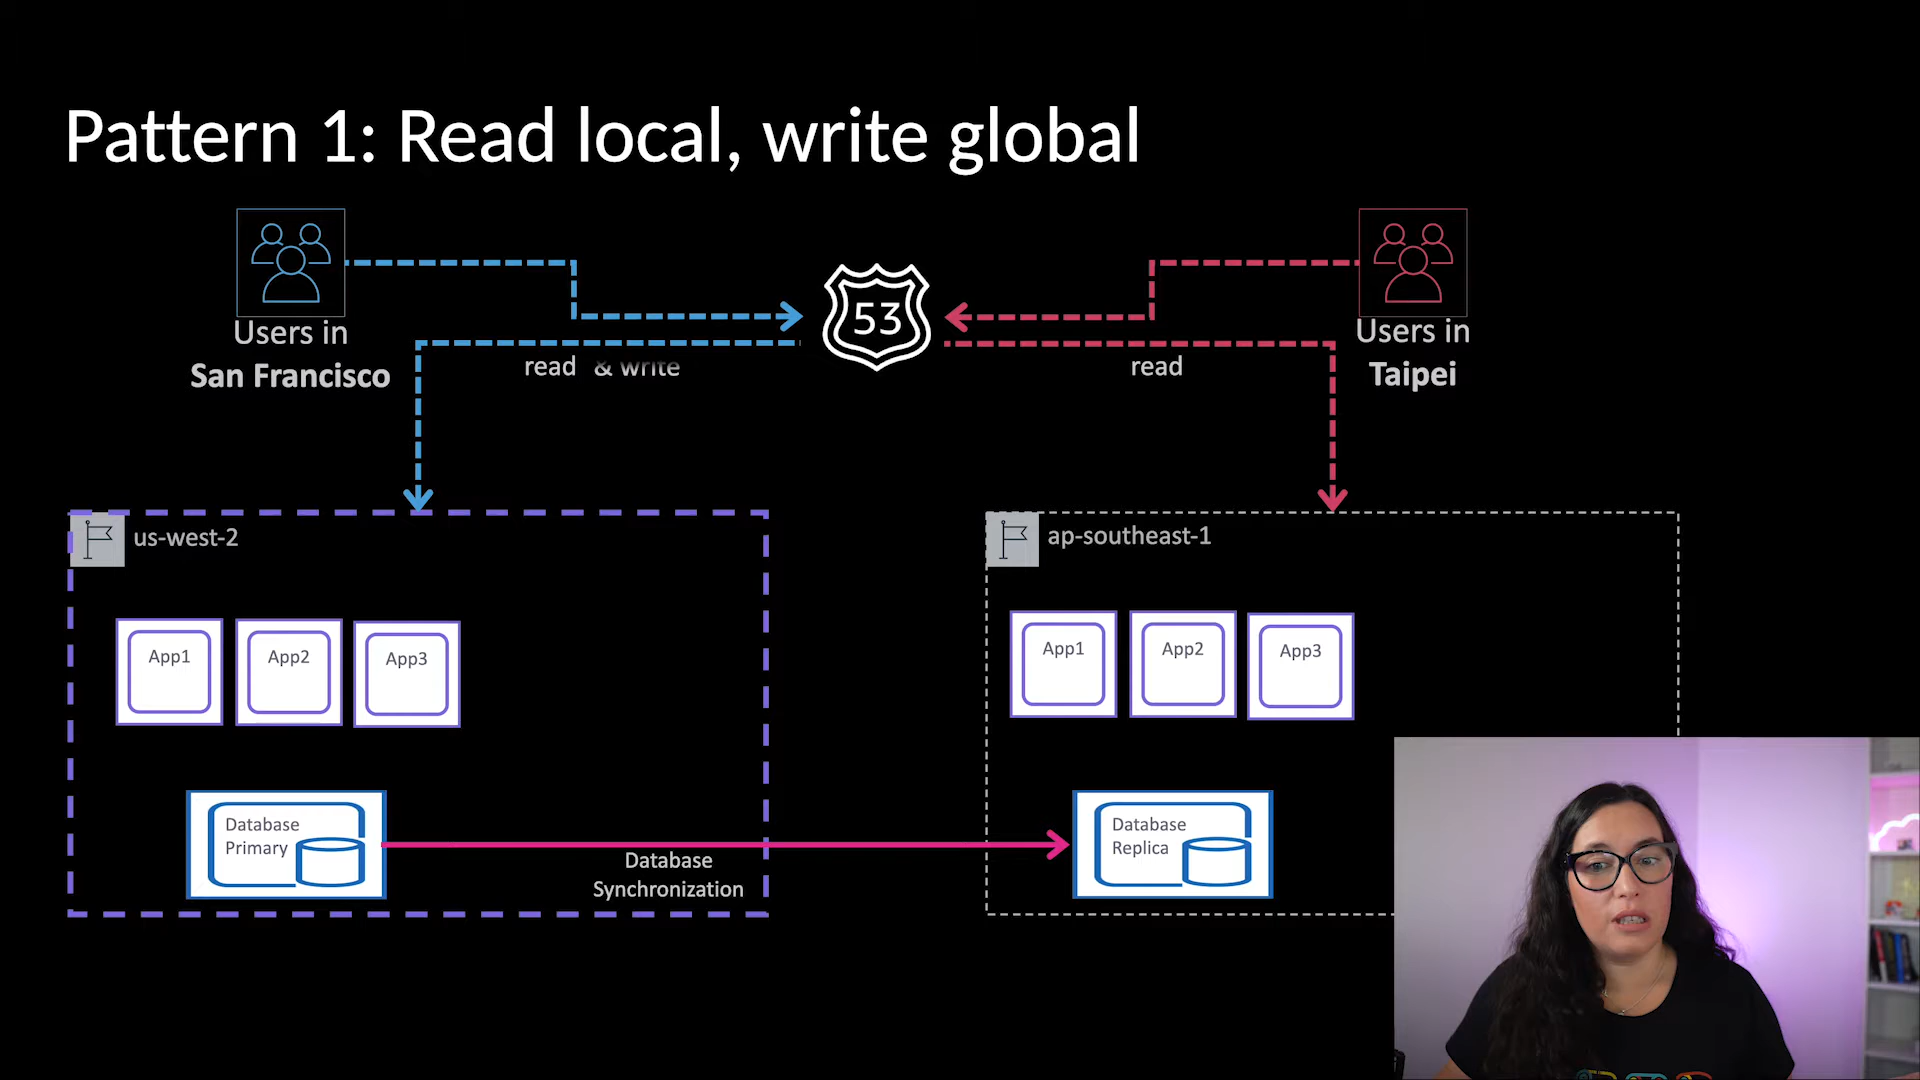 Pattern 1: Read local, write global
Users in
San Francisco
53
Users in
Taipei
read & write
read
us-west-2
App1
App2
App3
Database
Primary
Database
Synchronization
ap-southeast-1
App1
App2
App3
Database
Replica